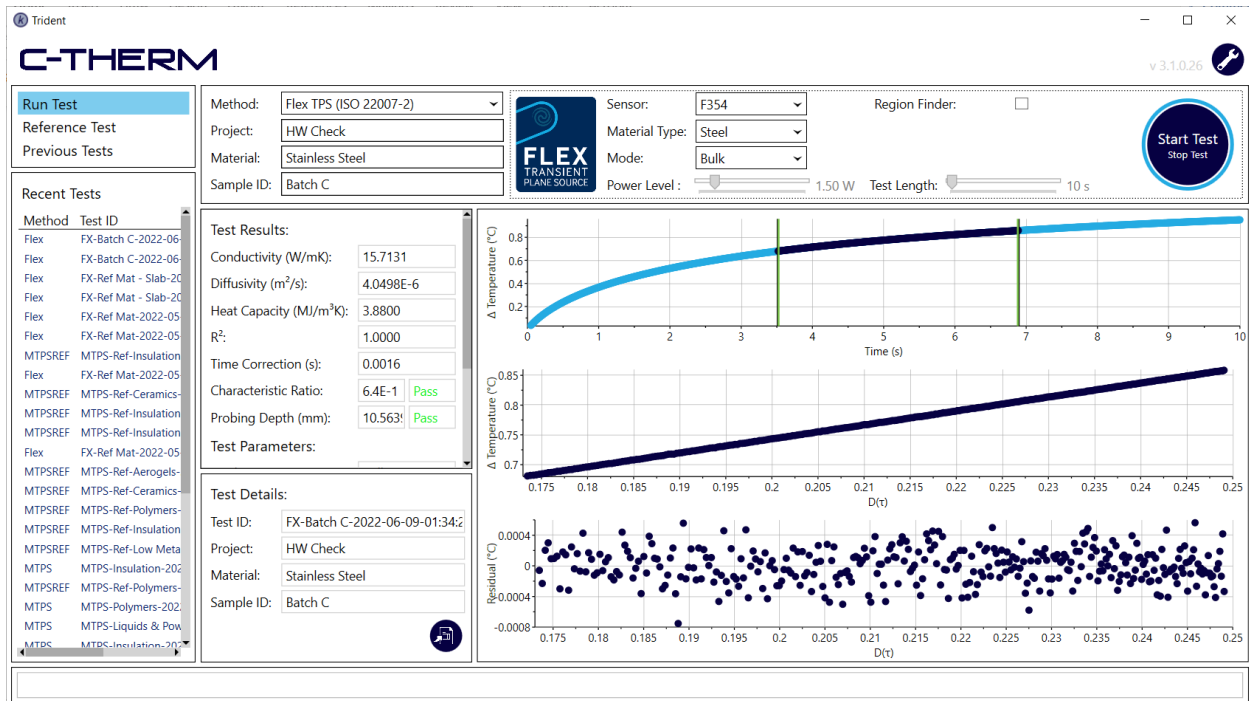 Trident
C-THERM
v 3.1.0.26
Run Test
Reference Test
Previous Tests
Method: Flex TPS (ISO 22007-2)
Project: HW Check
Material: Stainless Steel
Sample ID: Batch C
FLEX
TRANSIENT
PLANE SOURCE
Sensor: F354
Material Type: Steel
Mode: Bulk
Power Level : 1.50 W
Region Finder:
Test Length: 10 s
Start Test
Stop Test
Recent Tests
Method Test ID
Flex FX-Batch C-2022-06-
Flex FX-Batch C-2022-06-
Flex FX-Ref Mat - Slab-20
Flex FX-Ref Mat - Slab-20
Flex FX-Ref Mat-2022-05
Flex FX-Ref Mat-2022-05
MTPSREF MTPS-Ref-Insulation
Flex FX-Ref Mat-2022-05
MTPSREF MTPS-Ref-Ceramics-
MTPSREF MTPS-Ref-Insulation
MTPSREF MTPS-Ref-Insulation
Flex FX-Ref Mat-2022-05
MTPSREF MTPS-Ref-Aerogels-
MTPSREF MTPS-Ref-Ceramics-
MTPSREF MTPS-Ref-Polymers-
MTPSREF MTPS-Ref-Insulation
MTPSREF MTPS-Ref-Low Meta
MTPS MTPS-Insulation-202
MTPSREF MTPS-Ref-Polymers-
MTPS MTPS-Polymers-202
MTPS MTPS-Liquids & Pow
MTPS MTPS-Insulation-202
Test Results:
Conductivity (W/mK): 15.7131
Diffusivity (m²/s): 4.0498E-6
Heat Capacity (MJ/m³K): 3.8800
R²: 1.0000
Time Correction (s): 0.0016
Characteristic Ratio: 6.4E-1 Pass
Probing Depth (mm): 10.563 Pass
Test Parameters:
Test Details:
Test ID: FX-Batch C-2022-06-09-01:34:2
Project: HW Check
Material: Stainless Steel
Sample ID: Batch C
Δ Temperature (°C)
0.8
0.6
0.4
0.2
0 1 2 3 4 5 6 7 8 9 10
Time (s)
Δ Temperature (°C)
0.85
0.8
0.75
0.7
0.175 0.18 0.185 0.19 0.195 0.2 0.205 0.21 0.215 0.22 0.225 0.23 0.235 0.24 0.245 0.25
D(τ)
Residual (°C)
0.0004
0
-0.0004
-0.0008
0.175 0.18 0.185 0.19 0.195 0.2 0.205 0.21 0.215 0.22 0.225 0.23 0.235 0.24 0.245 0.25
D(τ)